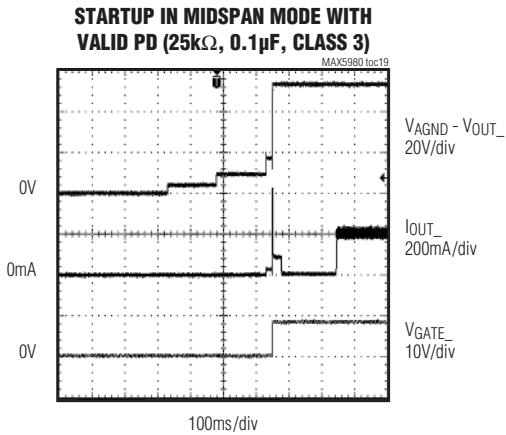 STARTUP IN MIDSPAN MODE WITH
VALID PD (25kΩ, 0.1µF, CLASS 3)
MAX5980 toc19
VAGND - VOUT_
20V/div
0V
IOUT_
200mA/div
0mA
VGATE_
10V/div
0V
100ms/div